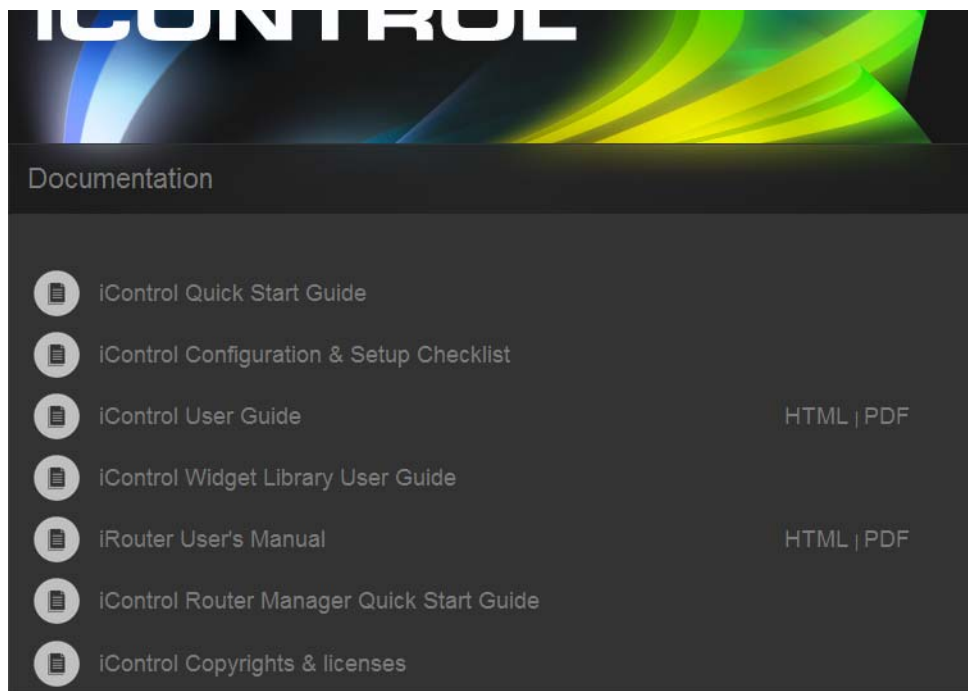 iCONTROL
Documentation
iControl Quick Start Guide
iControl Configuration & Setup Checklist
iControl User Guide HTML | PDF
iControl Widget Library User Guide
iRouter User's Manual HTML | PDF
iControl Router Manager Quick Start Guide
iControl Copyrights & licenses